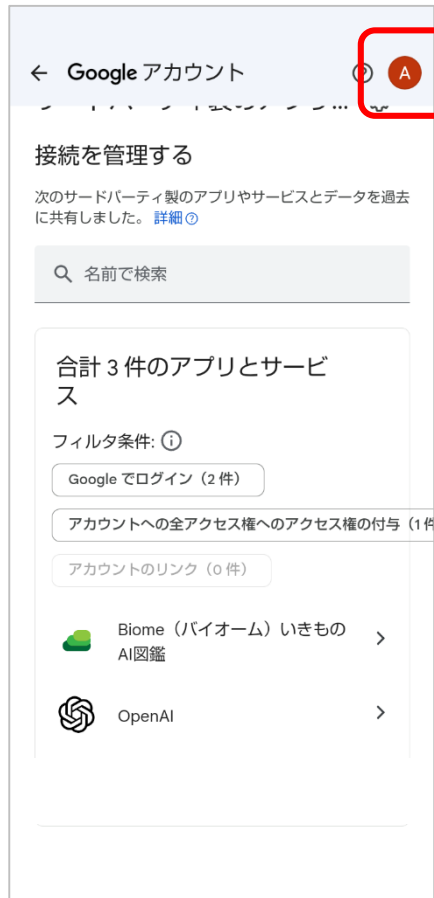 Google アカウント
A
接続を管理する
次のサードパーティ製のアプリやサービスとデータを過去
に共有しました。 詳細
名前で検索
合計 3 件のアプリとサービ
ス
フィルタ条件:
Google でログイン（2 件）
アカウントへの全アクセス権へのアクセス権の付与（1 件
アカウントのリンク（0 件）
Biome（バイオーム）いきもの
AI図鑑
OpenAI